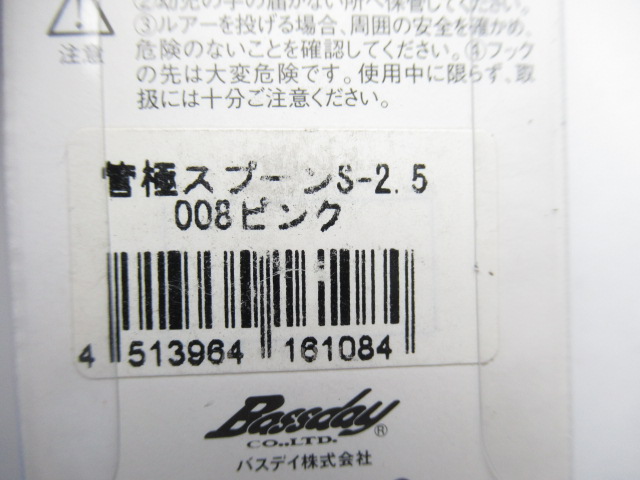 ②幼児の手の届かない所へ保管してください。
③ルアーを投げる場合、周囲の安全を確かめ、
危険のないことを確認してください。④フック
の先は大変危険です。使用中に限らず、取
扱には十分ご注意ください。
注意
管極スプーンS-2.5
008ピンク
4 513964 161084
Bassday®
CO.,LTD.
バスデイ株式会社